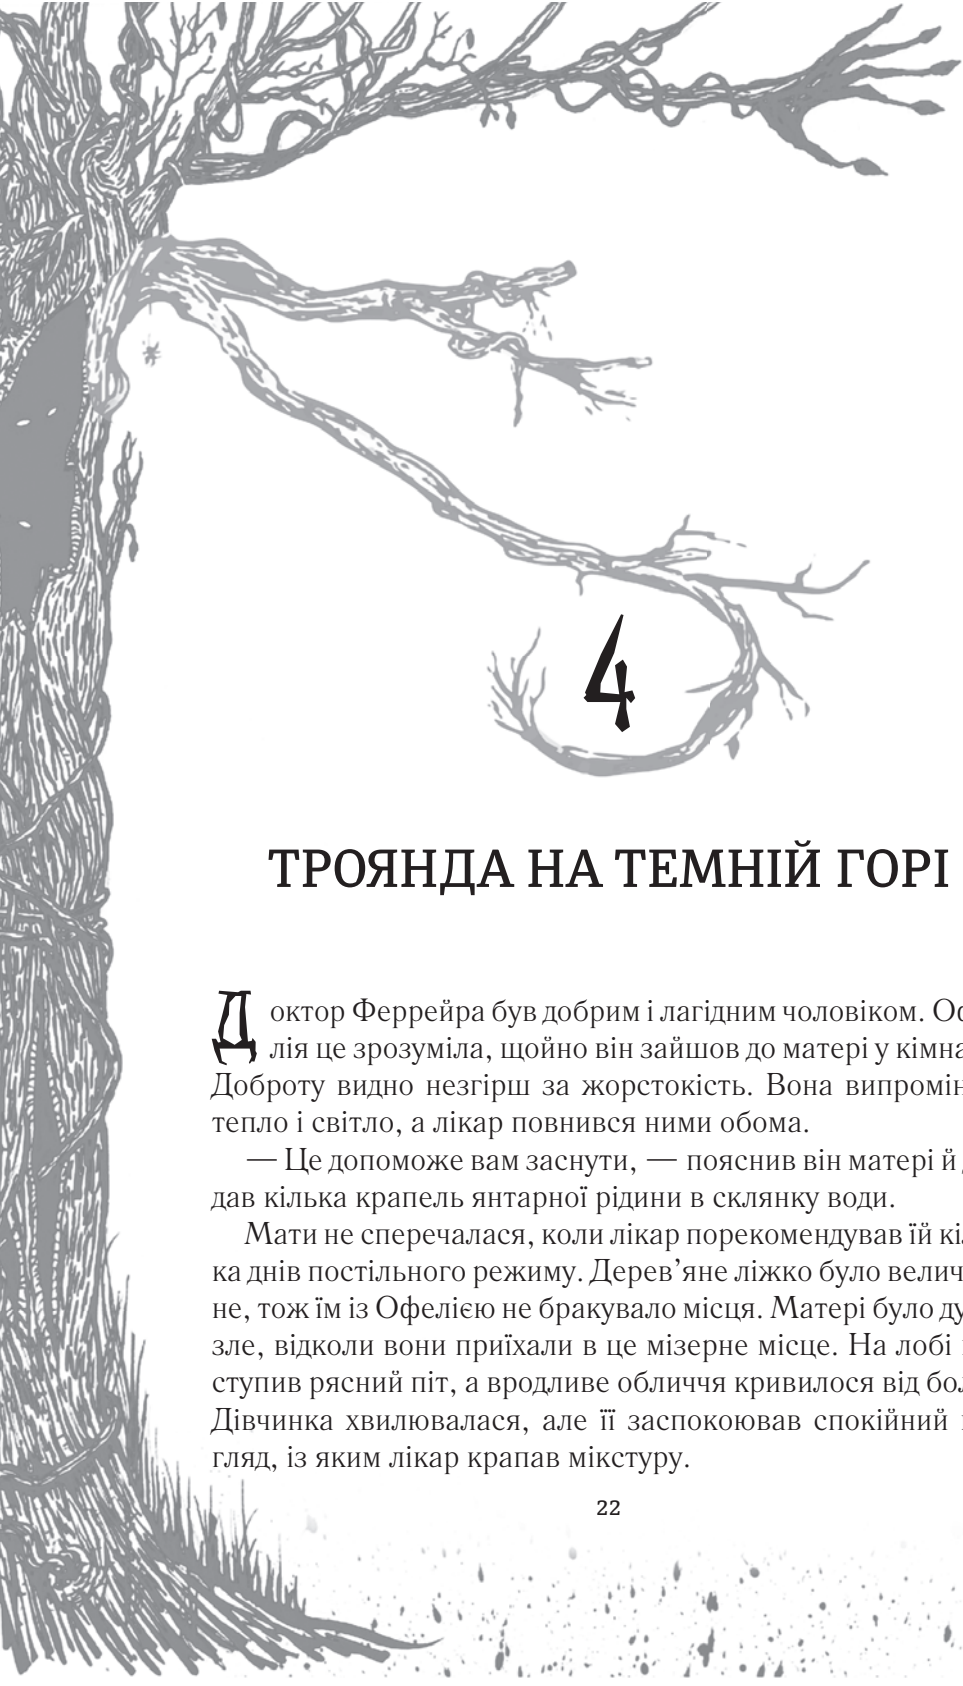 4
ТРОЯНДА НА ТЕМНІЙ ГОРІ
Доктор Феррейра був добрим і лагідним чоловіком. Оф
лія це зрозуміла, щойно він зайшов до матері у кімна
Доброту видно незгірш за жорстокість. Вона випромін
тепло і світло, а лікар повнився ними обома.
— Це допоможе вам заснути, — пояснив він матері й д
дав кілька крапель янтарної рідини в склянку води.
Мати не сперечалася, коли лікар порекомендував їй кіл
ка днів постільного режиму. Дерев’яне ліжко було велич
не, тож їм із Офелією не бракувало місця. Матері було ду
зле, відколи вони приїхали в це мізерне місце. На лобі
ступив рясний піт, а вродливе обличчя кривилося від бол
Дівчинка хвилювалася, але її заспокоював спокійний
гляд, із яким лікар крапав мікстуру.
22